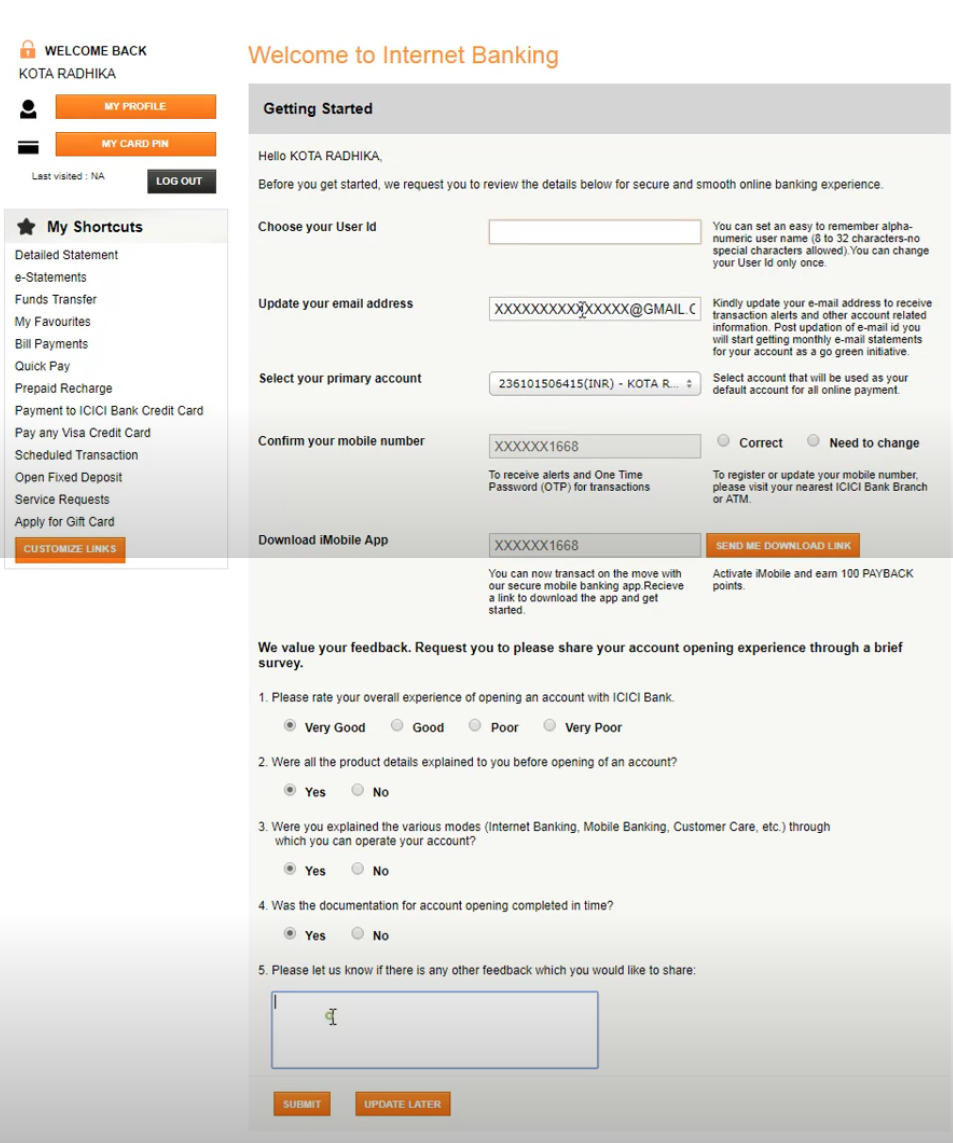 WELCOME BACK
KOTA RADHIKA
MY PROFILE
MY CARD PIN
Last visited : NA
LOG OUT
My Shortcuts
Detailed Statement
e-Statements
Funds Transfer
My Favourites
Bill Payments
Quick Pay
Prepaid Recharge
Payment to ICICI Bank Credit Card
Pay any Visa Credit Card
Scheduled Transaction
Open Fixed Deposit
Service Requests
Apply for Gift Card
CUSTOMIZE LINKS
Welcome to Internet Banking
Getting Started
Hello KOTA RADHIKA,
Before you get started, we request you to review the details below for secure and smooth online banking experience.
Choose your User Id
You can set an easy to remember alpha-
numeric user name (8 to 32 characters-no
special characters allowed).You can change
your User Id only once.
Update your email address
XXXXXXXXXXXXXXX@GMAIL.C
Kindly update your e-mail address to receive
transaction alerts and other account related
information. Post updation of e-mail id you
will start getting monthly e-mail statements
for your account as a go green initiative.
Select your primary account
236101506415(INR) - KOTA R...
Select account that will be used as your
default account for all online payment.
Confirm your mobile number
XXXXXX1668
Correct Need to change
To receive alerts and One Time
Password (OTP) for transactions
To register or update your mobile number,
please visit your nearest ICICI Bank Branch
or ATM.
Download iMobile App
XXXXXX1668
SEND ME DOWNLOAD LINK
You can now transact on the move with
our secure mobile banking app.Recieve
a link to download the app and get
started.
Activate iMobile and earn 100 PAYBACK
points.
We value your feedback. Request you to please share your account opening experience through a brief
survey.
1. Please rate your overall experience of opening an account with ICICI Bank.
Very Good Good Poor Very Poor
2. Were all the product details explained to you before opening of an account?
Yes No
3. Were you explained the various modes (Internet Banking, Mobile Banking, Customer Care, etc.) through
which you can operate your account?
Yes No
4. Was the documentation for account opening completed in time?
Yes No
5. Please let us know if there is any other feedback which you would like to share:
SUBMIT UPDATE LATER